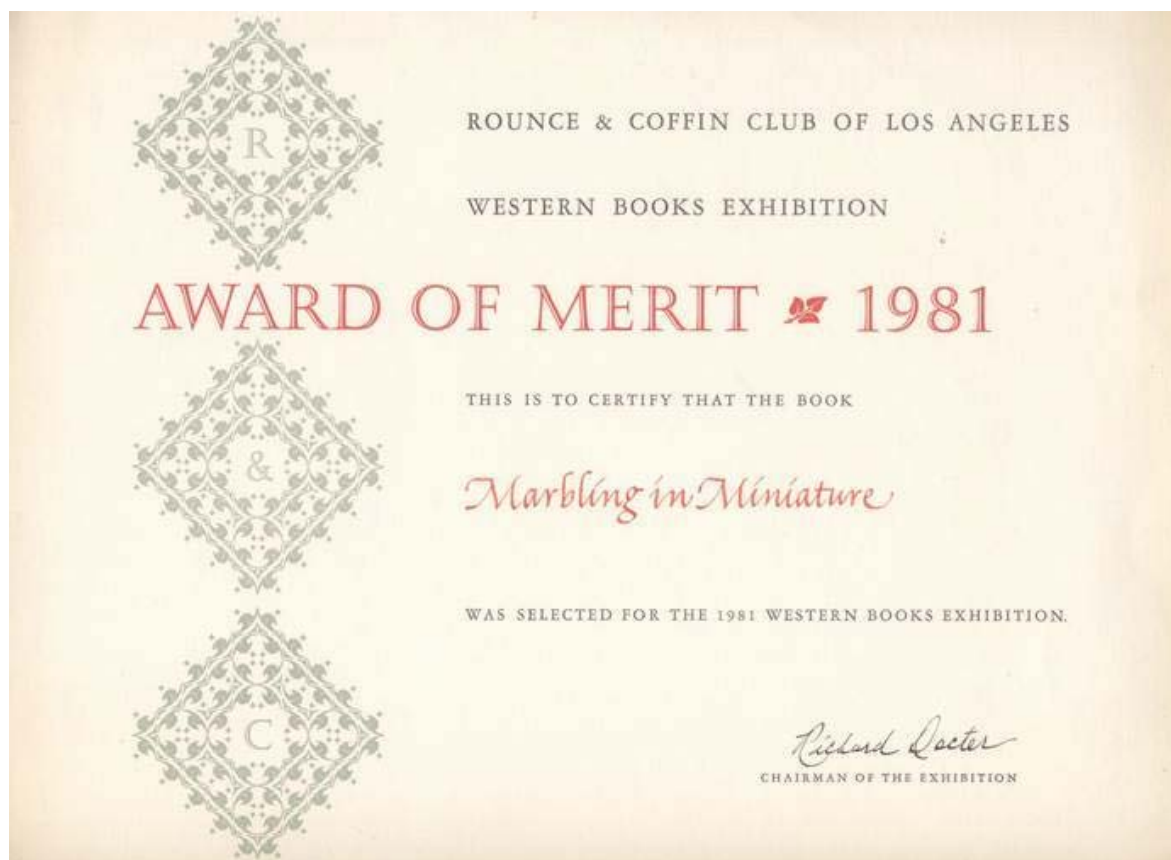 R
ROUNCE & COFFIN CLUB OF LOS ANGELES
WESTERN BOOKS EXHIBITION
AWARD OF MERIT 1981
THIS IS TO CERTIFY THAT THE BOOK
&
Marbling in Miniature
WAS SELECTED FOR THE 1981 WESTERN BOOKS EXHIBITION.
C
Richard Docter
CHAIRMAN OF THE EXHIBITION